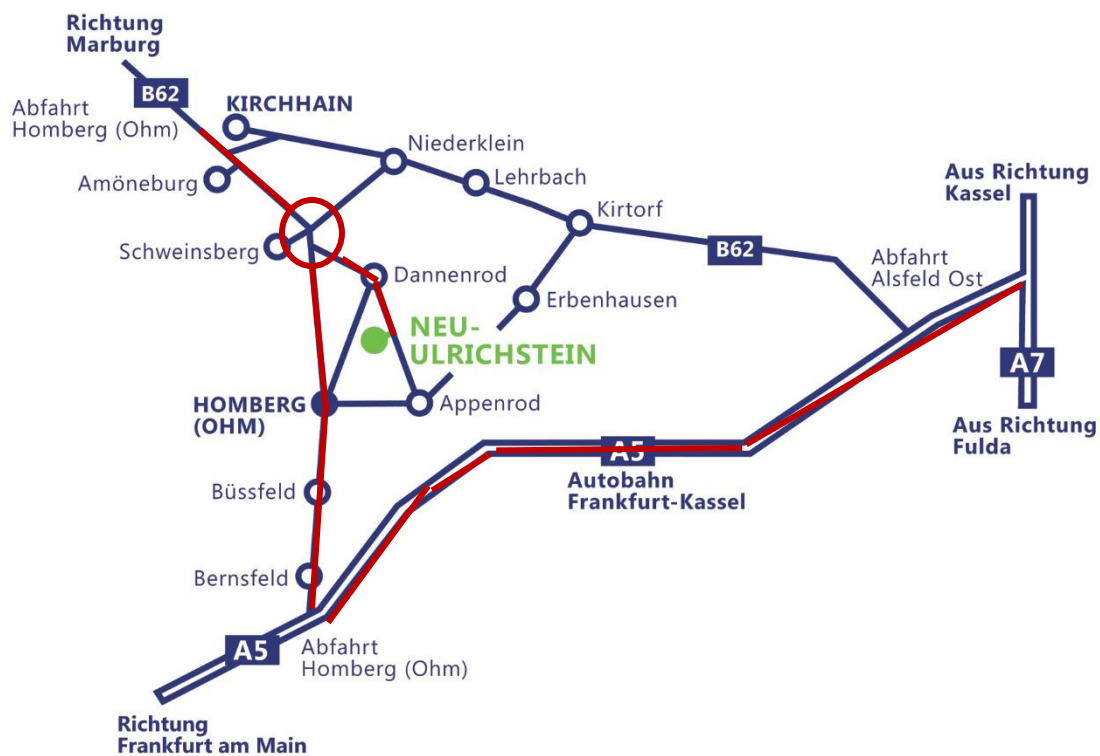 Richtung
Marburg
B62
Abfahrt
Homberg (Ohm)
KIRCHHAIN
Niederklein
Amöneburg
Lehrbach
Aus Richtung
Kassel
Kirtorf
Schweinsberg
B62
Abfahrt
Alsfeld Ost
Dannenrod
Erbenhausen
NEU-
ULRICHSTEIN
A7
HOMBERG
(OHM)
Appenrod
Aus Richtung
Fulda
A5
Autobahn
Frankfurt-Kassel
Büssfeld
Bernsfeld
A5
Abfahrt
Homberg (Ohm)
Richtung
Frankfurt am Main